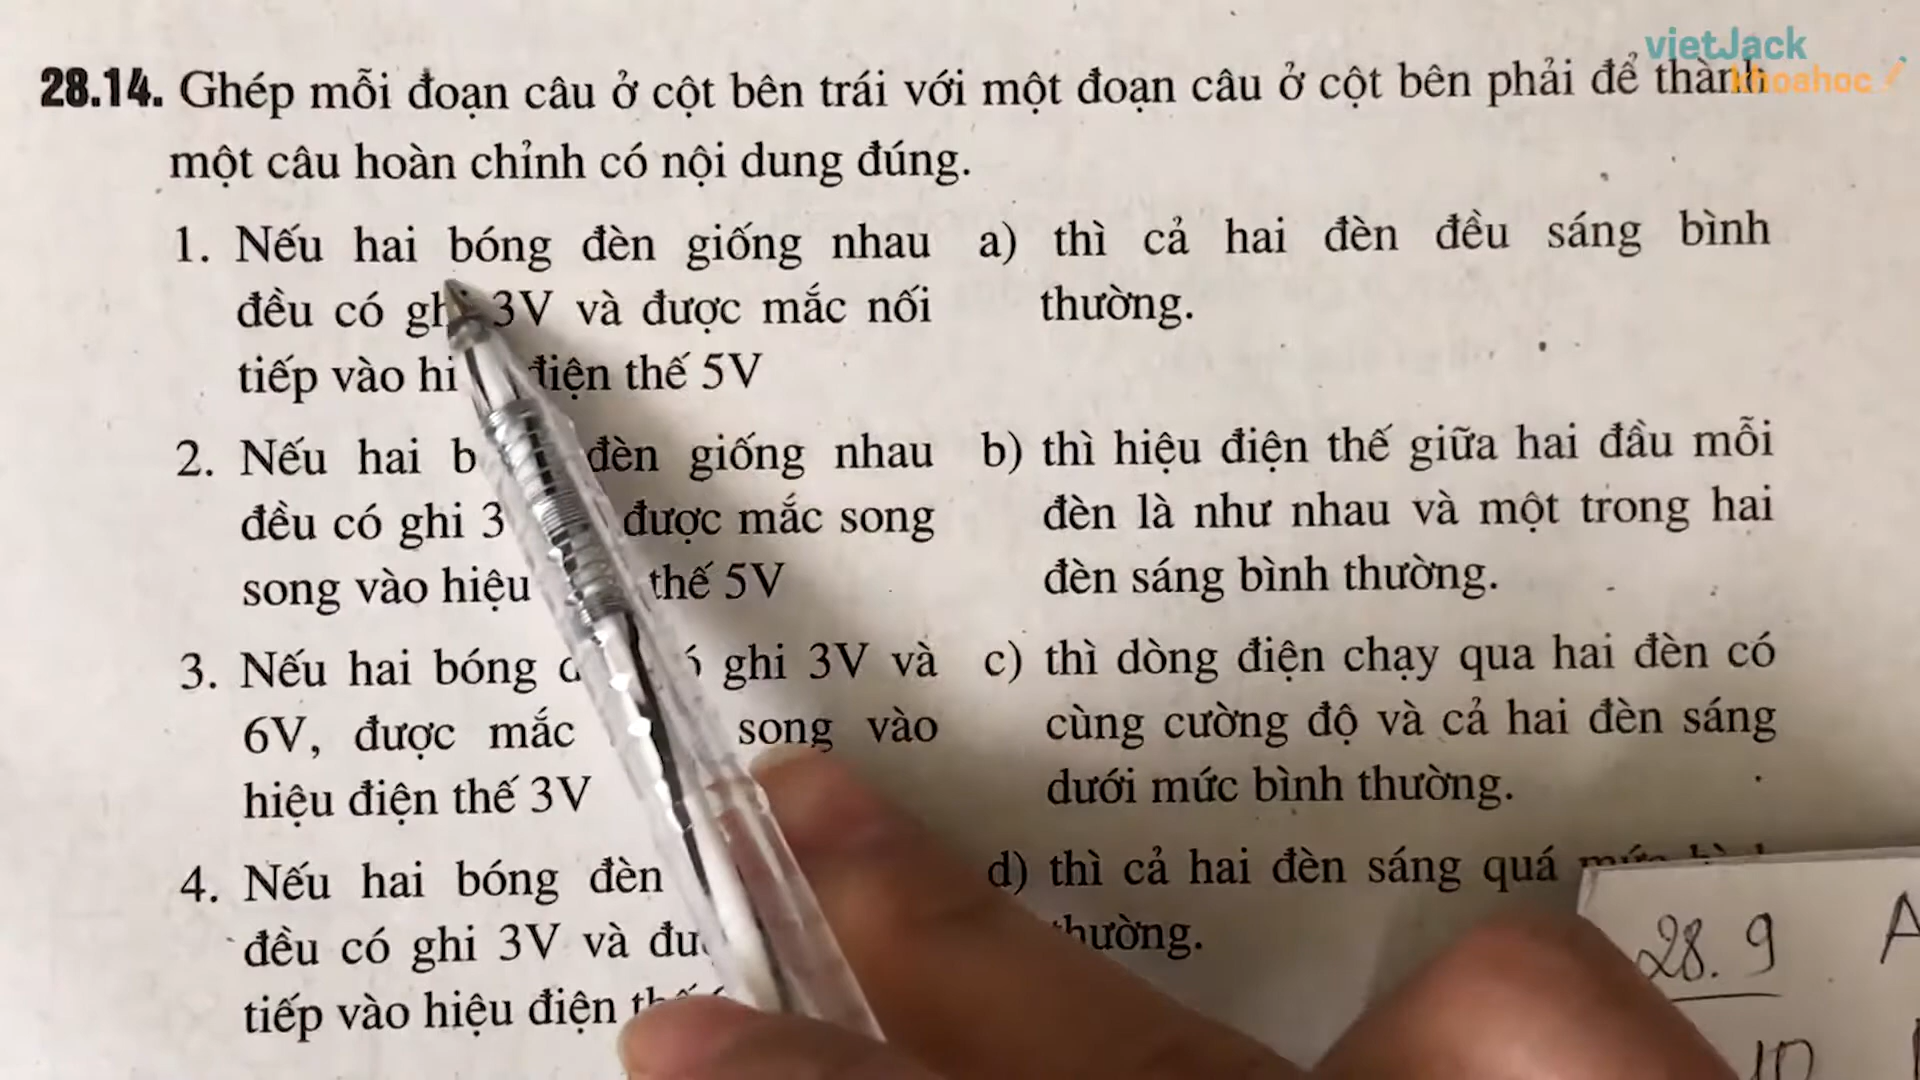 vietJack
khoahoc
28.14. Ghép mỗi đoạn câu ở cột bên trái với một đoạn câu ở cột bên phải để thành
một câu hoàn chỉnh có nội dung đúng.
1. Nếu hai bóng đèn giống nhau
đều có ghi 3V và được mắc nối
tiếp vào điện thế 5V
2. Nếu hai đèn giống nhau
đều có ghi 3 được mắc song
song vào hiệu thế 5V
3. Nếu hai bóng ghi 3V và
6V, được mắc song vào
hiệu điện thế 3V
4. Nếu hai bóng đèn
đều có ghi 3V và
tiếp vào hiệu điện
a) thì cả hai đèn đều sáng bình
thường.
b) thì hiệu điện thế giữa hai đầu mỗi
đèn là như nhau và một trong hai
đèn sáng bình thường.
c) thì dòng điện chạy qua hai đèn có
cùng cường độ và cả hai đèn sáng
dưới mức bình thường.
d) thì cả hai đèn sáng quá
thường.
28.9 A
10